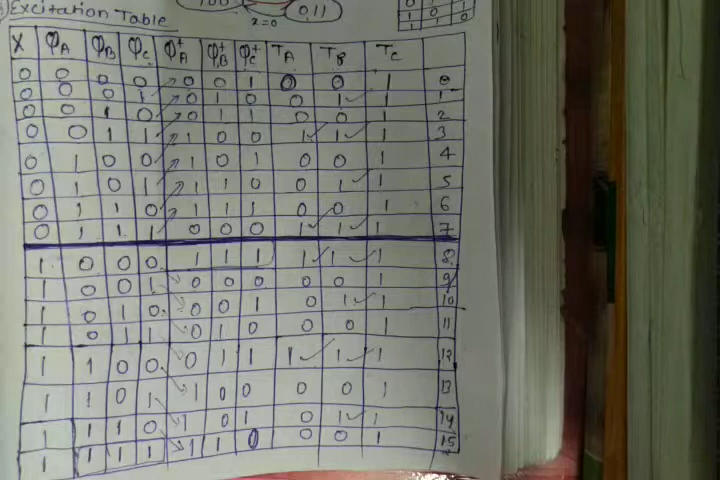 100 011
x=0
Excitation Table
1 0
1 1 0
X φA φB φC φA+ φB+ φC+ TA TB TC
0 0 0 0 0 0 1 0 0 1 0
0 0 0 1 0 1 0 0 1 1 1
0 0 1 0 0 1 1 0 0 1 2
0 0 1 1 1 0 0 1 1 1 3
0 1 0 0 1 0 1 0 0 1 4
0 1 0 1 1 1 0 0 1 1 5
0 1 1 0 1 1 1 0 0 1 6
0 1 1 1 0 0 0 1 1 1 7
1 0 0 0 1 1 1 1 1 1 8
1 0 0 1 0 0 0 0 0 1 9
1 0 1 0 0 0 1 0 1 1 10
1 0 1 1 0 1 0 0 0 1 11
1 1 0 0 0 1 1 1 1 1 12
1 1 0 1 1 0 0 0 0 1 13
1 1 1 0 1 0 1 0 1 1 14
1 1 1 1 1 1 0 0 0 1 15